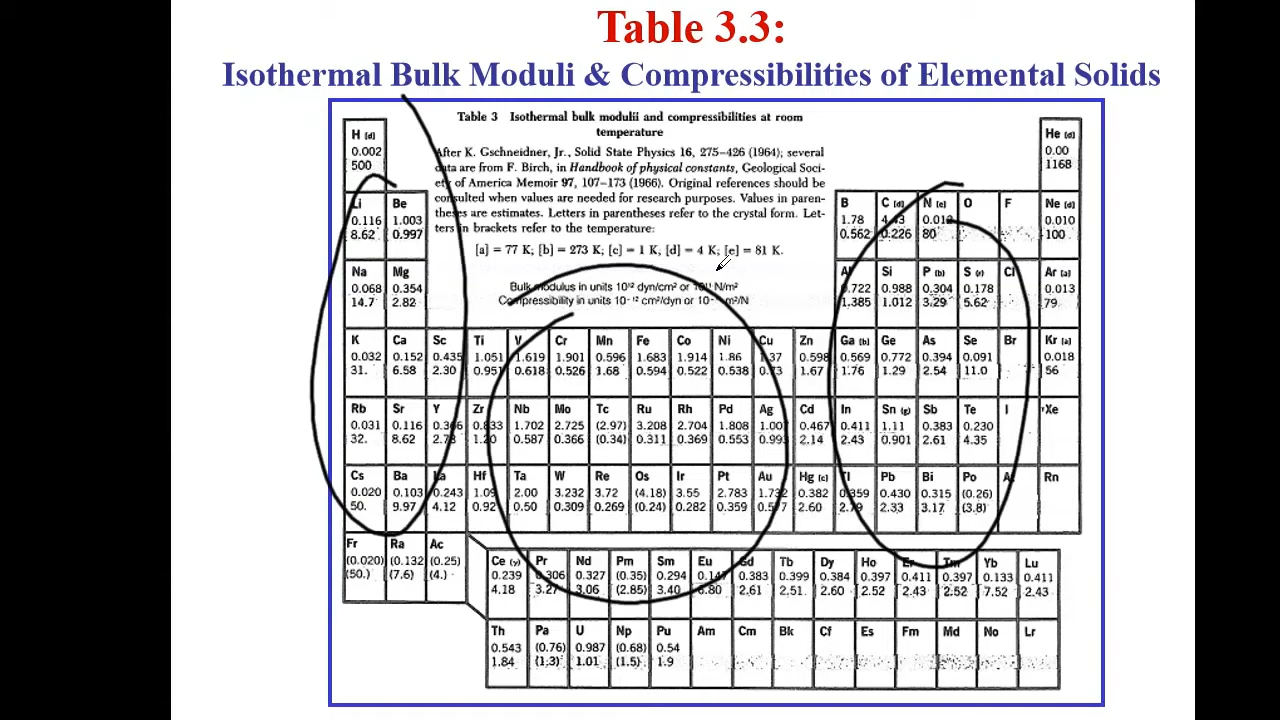 Table 3.3:
Isothermal Bulk Moduli & Compressibilities of Elemental Solids
Table 3 Isothermal bulk modulii and compressibilities at room
temperature
After K. Gschneidner, Jr., Solid State Physics 16, 275–426 (1964); several
data are from F. Birch, in Handbook of physical constants, Geological Soci-
ety of America Memoir 97, 107–173 (1966). Original references should be
consulted when values are needed for research purposes. Values in paren-
theses are estimates. Letters in parentheses refer to the crystal form. Let-
ters in brackets refer to the temperature:
[a] = 77 K; [b] = 273 K; [c] = 1 K, [d] = 4 K; [e] = 81 K.
Bulk modulus in units 10¹² dyn/cm² or 10¹¹ N/m²
Compressibility in units 10⁻¹² cm²/dyn or 10⁻¹¹ m²/N
H [d] He [d]
0.002 0.00
500 1168
Li Be B C [d] N [e] O F Ne [d]
0.116 1.003 1.78 4.43 0.012 0.010
8.62 0.997 0.562 0.226 80 100
Na Mg Al Si P (b) S (r) Cl Ar [a]
0.068 0.354 0.722 0.988 0.304 0.178 0.013
14.7 2.82 1.385 1.012 3.29 5.62 79
K Ca Sc Ti V Cr Mn Fe Co Ni Cu Zn Ga [b] Ge As Se Br Kr [a]
0.032 0.152 0.435 1.051 1.619 1.901 0.596 1.683 1.914 1.86 1.37 0.598 0.569 0.772 0.394 0.091 0.018
31. 6.58 2.30 0.951 0.618 0.526 1.68 0.594 0.522 0.538 0.73 1.67 1.76 1.29 2.54 11.0 56
Rb Sr Y Zr Nb Mo Tc Ru Rh Pd Ag Cd In Sn (g) Sb Te I Xe
0.031 0.116 0.366 0.833 1.702 2.725 (2.97) 3.208 2.704 1.808 1.007 0.467 0.411 1.11 0.383 0.230
32. 8.62 2.73 1.20 0.587 0.366 (0.34) 0.311 0.369 0.553 0.993 2.14 2.43 0.901 2.61 4.35
Cs Ba La Hf Ta W Re Os Ir Pt Au Hg [c] Tl Pb Bi Po At Rn
0.020 0.103 0.243 1.09 2.00 3.232 3.72 (4.18) 3.55 2.783 1.732 0.382 0.359 0.430 0.315 (0.26)
50. 9.97 4.12 0.92 0.50 0.309 0.269 (0.24) 0.282 0.359 0.577 2.60 2.79 2.33 3.17 (3.8)
Fr Ra Ac
(0.020) (0.132 (0.25)
(50.) (7.6) (4.)
Ce (γ) Pr Nd Pm Sm Eu Gd Tb Dy Ho Er Tm Yb Lu
0.239 0.306 0.327 (0.35) 0.294 0.147 0.383 0.399 0.384 0.397 0.411 0.397 0.133 0.411
4.18 3.27 3.06 (2.85) 3.40 6.80 2.61 2.51 2.60 2.52 2.43 2.52 7.52 2.43
Th Pa U Np Pu Am Cm Bk Cf Es Fm Md No Lr
0.543 (0.76) 0.987 (0.68) 0.54
1.84 (1.3) 1.01 (1.5) 1.9